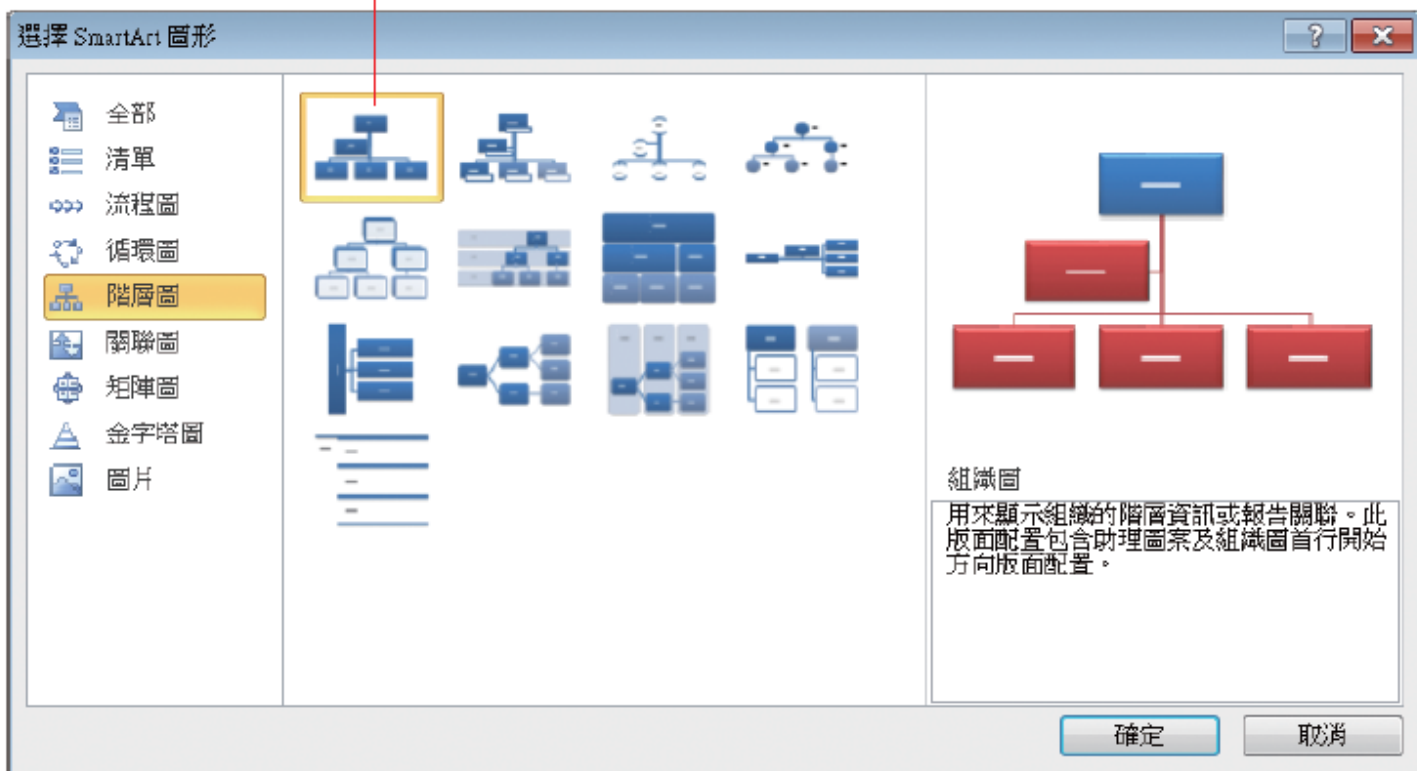 選擇 SmartArt 圖形
全部
清單
流程圖
循環圖
階層圖
關聯圖
矩陣圖
金字塔圖
圖片
組織圖
用來顯示組織的階層資訊或報告關聯。此
版面配置包含助理圖案及組織圖首行開始
方向版面配置。
確定
取消